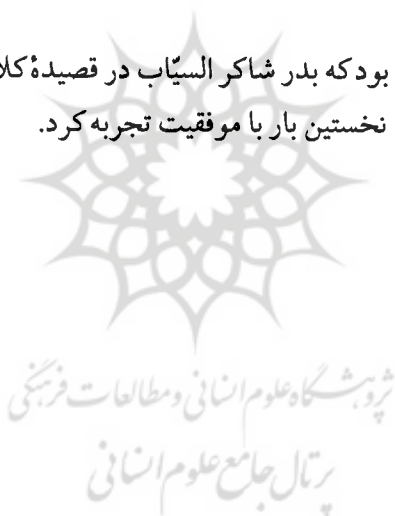 بود که بدر شاکر السیّاب در قصیدۀ
نخستین بار با موفقیت تجربه کرد.
پژوهشگاه علوم انسانی و مطالعات فرهنگی
پرتال جامع علوم انسانی